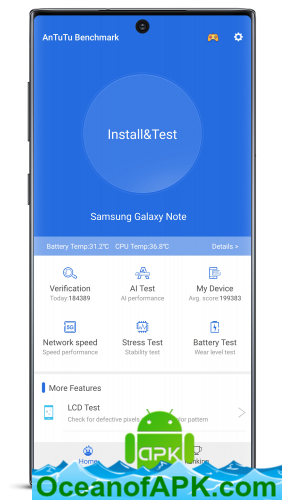 AnTuTu Benchmark
Install&Test
Samsung Galaxy Note
Battery Temp:31.2℃ CPU Temp:36.8℃ Details >
Verification AI Test My Device
Today:184389 AI performance Avg. score:199383
5G
Network speed Stress Test Battery Test
Speed performance Stability test Wear level test
More Features
LCD Test
Check for defective pixels for pattern
Home
APK
OceanofAPK.com